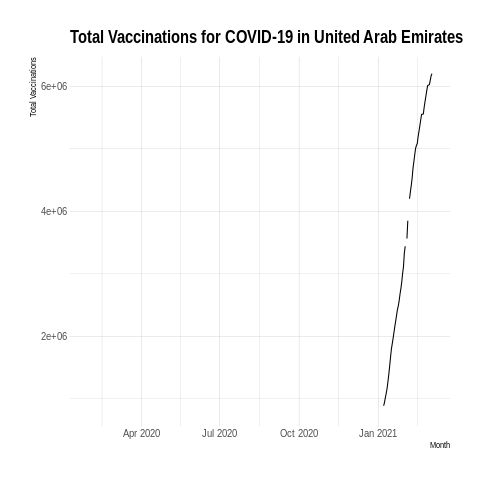 Total Vaccinations for COVID-19 in United Arab Emirates
Total Vaccinations
6e+06
4e+06
2e+06
Apr 2020
Jul 2020
Oct 2020
Jan 2021
Month